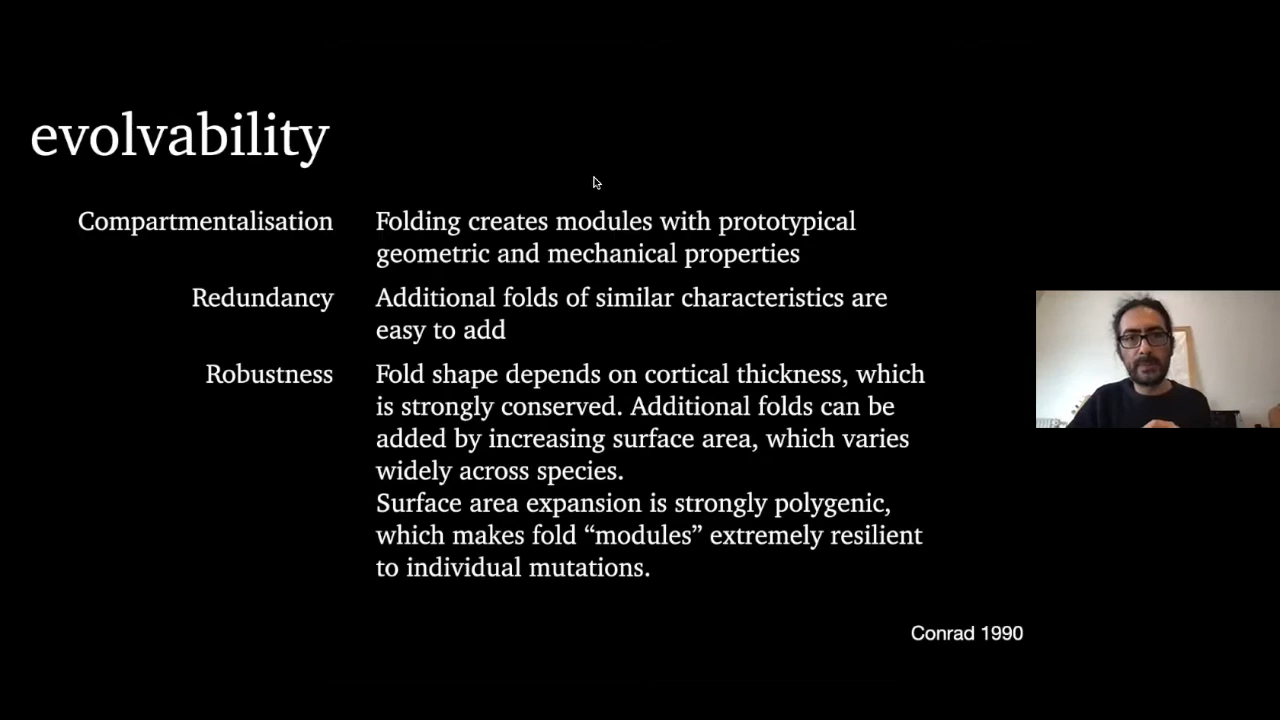 evolvability
Compartmentalisation
Folding creates modules with prototypical
geometric and mechanical properties
Redundancy
Additional folds of similar characteristics are
easy to add
Robustness
Fold shape depends on cortical thickness, which
is strongly conserved. Additional folds can be
added by increasing surface area, which varies
widely across species.
Surface area expansion is strongly polygenic,
which makes fold “modules” extremely resilient
to individual mutations.
Conrad 1990